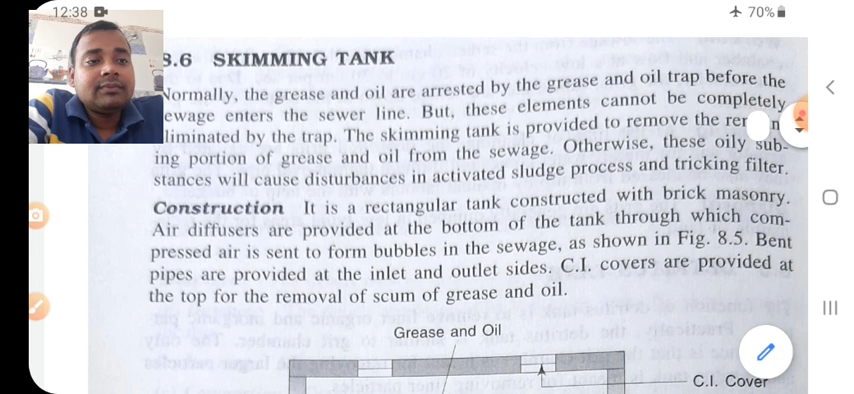 12:38
70%
8.6 SKIMMING TANK
Normally, the grease and oil are arrested by the grease and oil trap before the
ewage enters the sewer line. But, these elements cannot be completely
liminated by the trap. The skimming tank is provided to remove the rem
ing portion of grease and oil from the sewage. Otherwise, these oily sub-
stances will cause disturbances in activated sludge process and tricking filter.
Construction It is a rectangular tank constructed with brick masonry.
Air diffusers are provided at the bottom of the tank through which com-
pressed air is sent to form bubbles in the sewage, as shown in Fig. 8.5. Bent
pipes are provided at the inlet and outlet sides. C.I. covers are provided at
the top for the removal of scum of grease and oil.
Grease and Oil
C.I. Cover